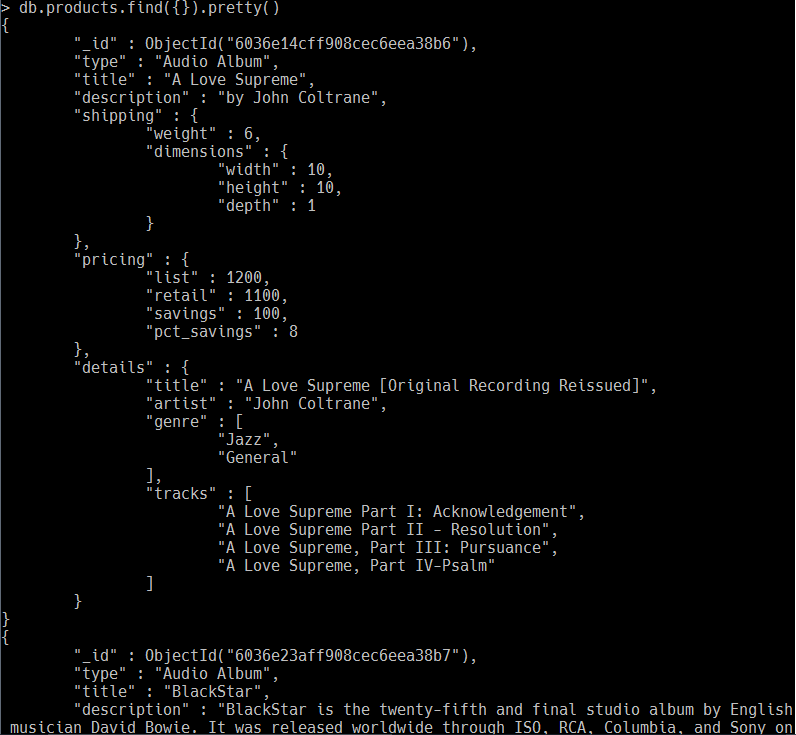 > db.products.find({}).pretty()
{
        "_id" : ObjectId("6036e14cff908cec6eea38b6"),
        "type" : "Audio Album",
        "title" : "A Love Supreme",
        "description" : "by John Coltrane",
        "shipping" : {
                "weight" : 6,
                "dimensions" : {
                        "width" : 10,
                        "height" : 10,
                        "depth" : 1
                }
        },
        "pricing" : {
                "list" : 1200,
                "retail" : 1100,
                "savings" : 100,
                "pct_savings" : 8
        },
        "details" : {
                "title" : "A Love Supreme [Original Recording Reissued]",
                "artist" : "John Coltrane",
                "genre" : [
                        "Jazz",
                        "General"
                ],
                "tracks" : [
                        "A Love Supreme Part I: Acknowledgement",
                        "A Love Supreme Part II - Resolution",
                        "A Love Supreme, Part III: Pursuance",
                        "A Love Supreme, Part IV-Psalm"
                ]
        }
}
{
        "_id" : ObjectId("6036e23aff908cec6eea38b7"),
        "type" : "Audio Album",
        "title" : "BlackStar",
        "description" : "BlackStar is the twenty-fifth and final studio album by English
 musician David Bowie. It was released worldwide through ISO, RCA, Columbia, and Sony on